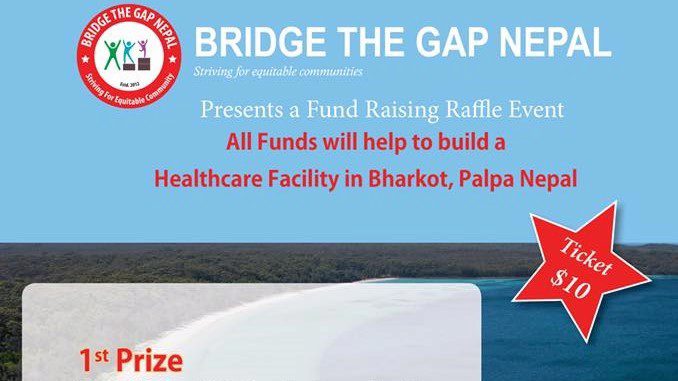 BRIDGE THE GAP NEPAL
Estd. 2012
Striving For Equitable Community
BRIDGE THE GAP NEPAL
Striving for equitable communities
Presents a Fund Raising Raffle Event
All Funds will help to build a
Healthcare Facility in Bharkot, Palpa Nepal
Ticket
$10
1st Prize